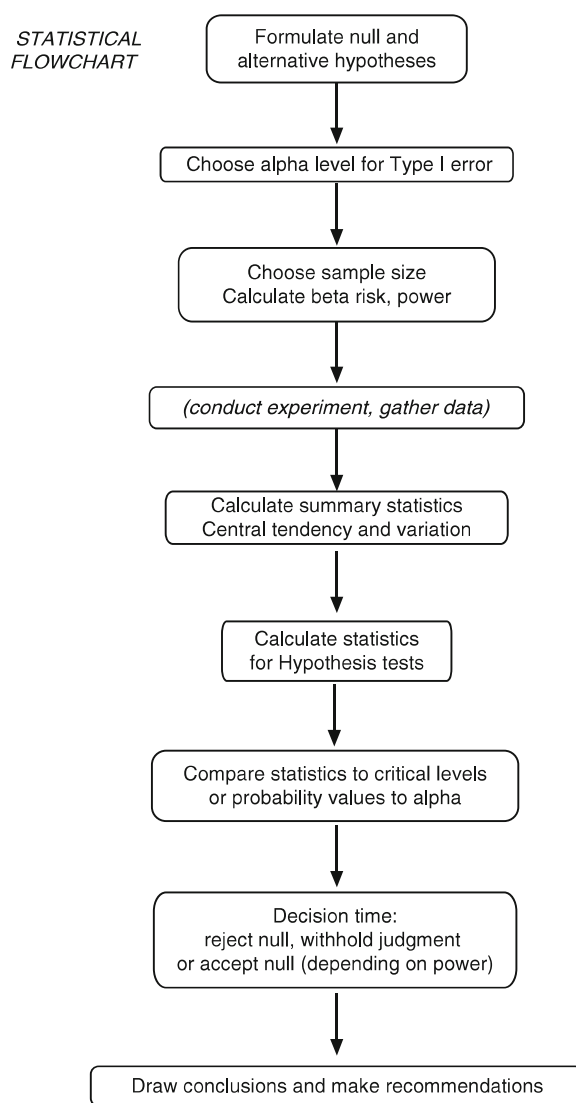 STATISTICAL
FLOWCHART
Formulate null and
alternative hypotheses
Choose alpha level for Type I error
Choose sample size
Calculate beta risk, power
(conduct experiment, gather data)
Calculate summary statistics
Central tendency and variation
Calculate statistics
for Hypothesis tests
Compare statistics to critical levels
or probability values to alpha
Decision time:
reject null, withhold judgment
or accept null (depending on power)
Draw conclusions and make recommendations